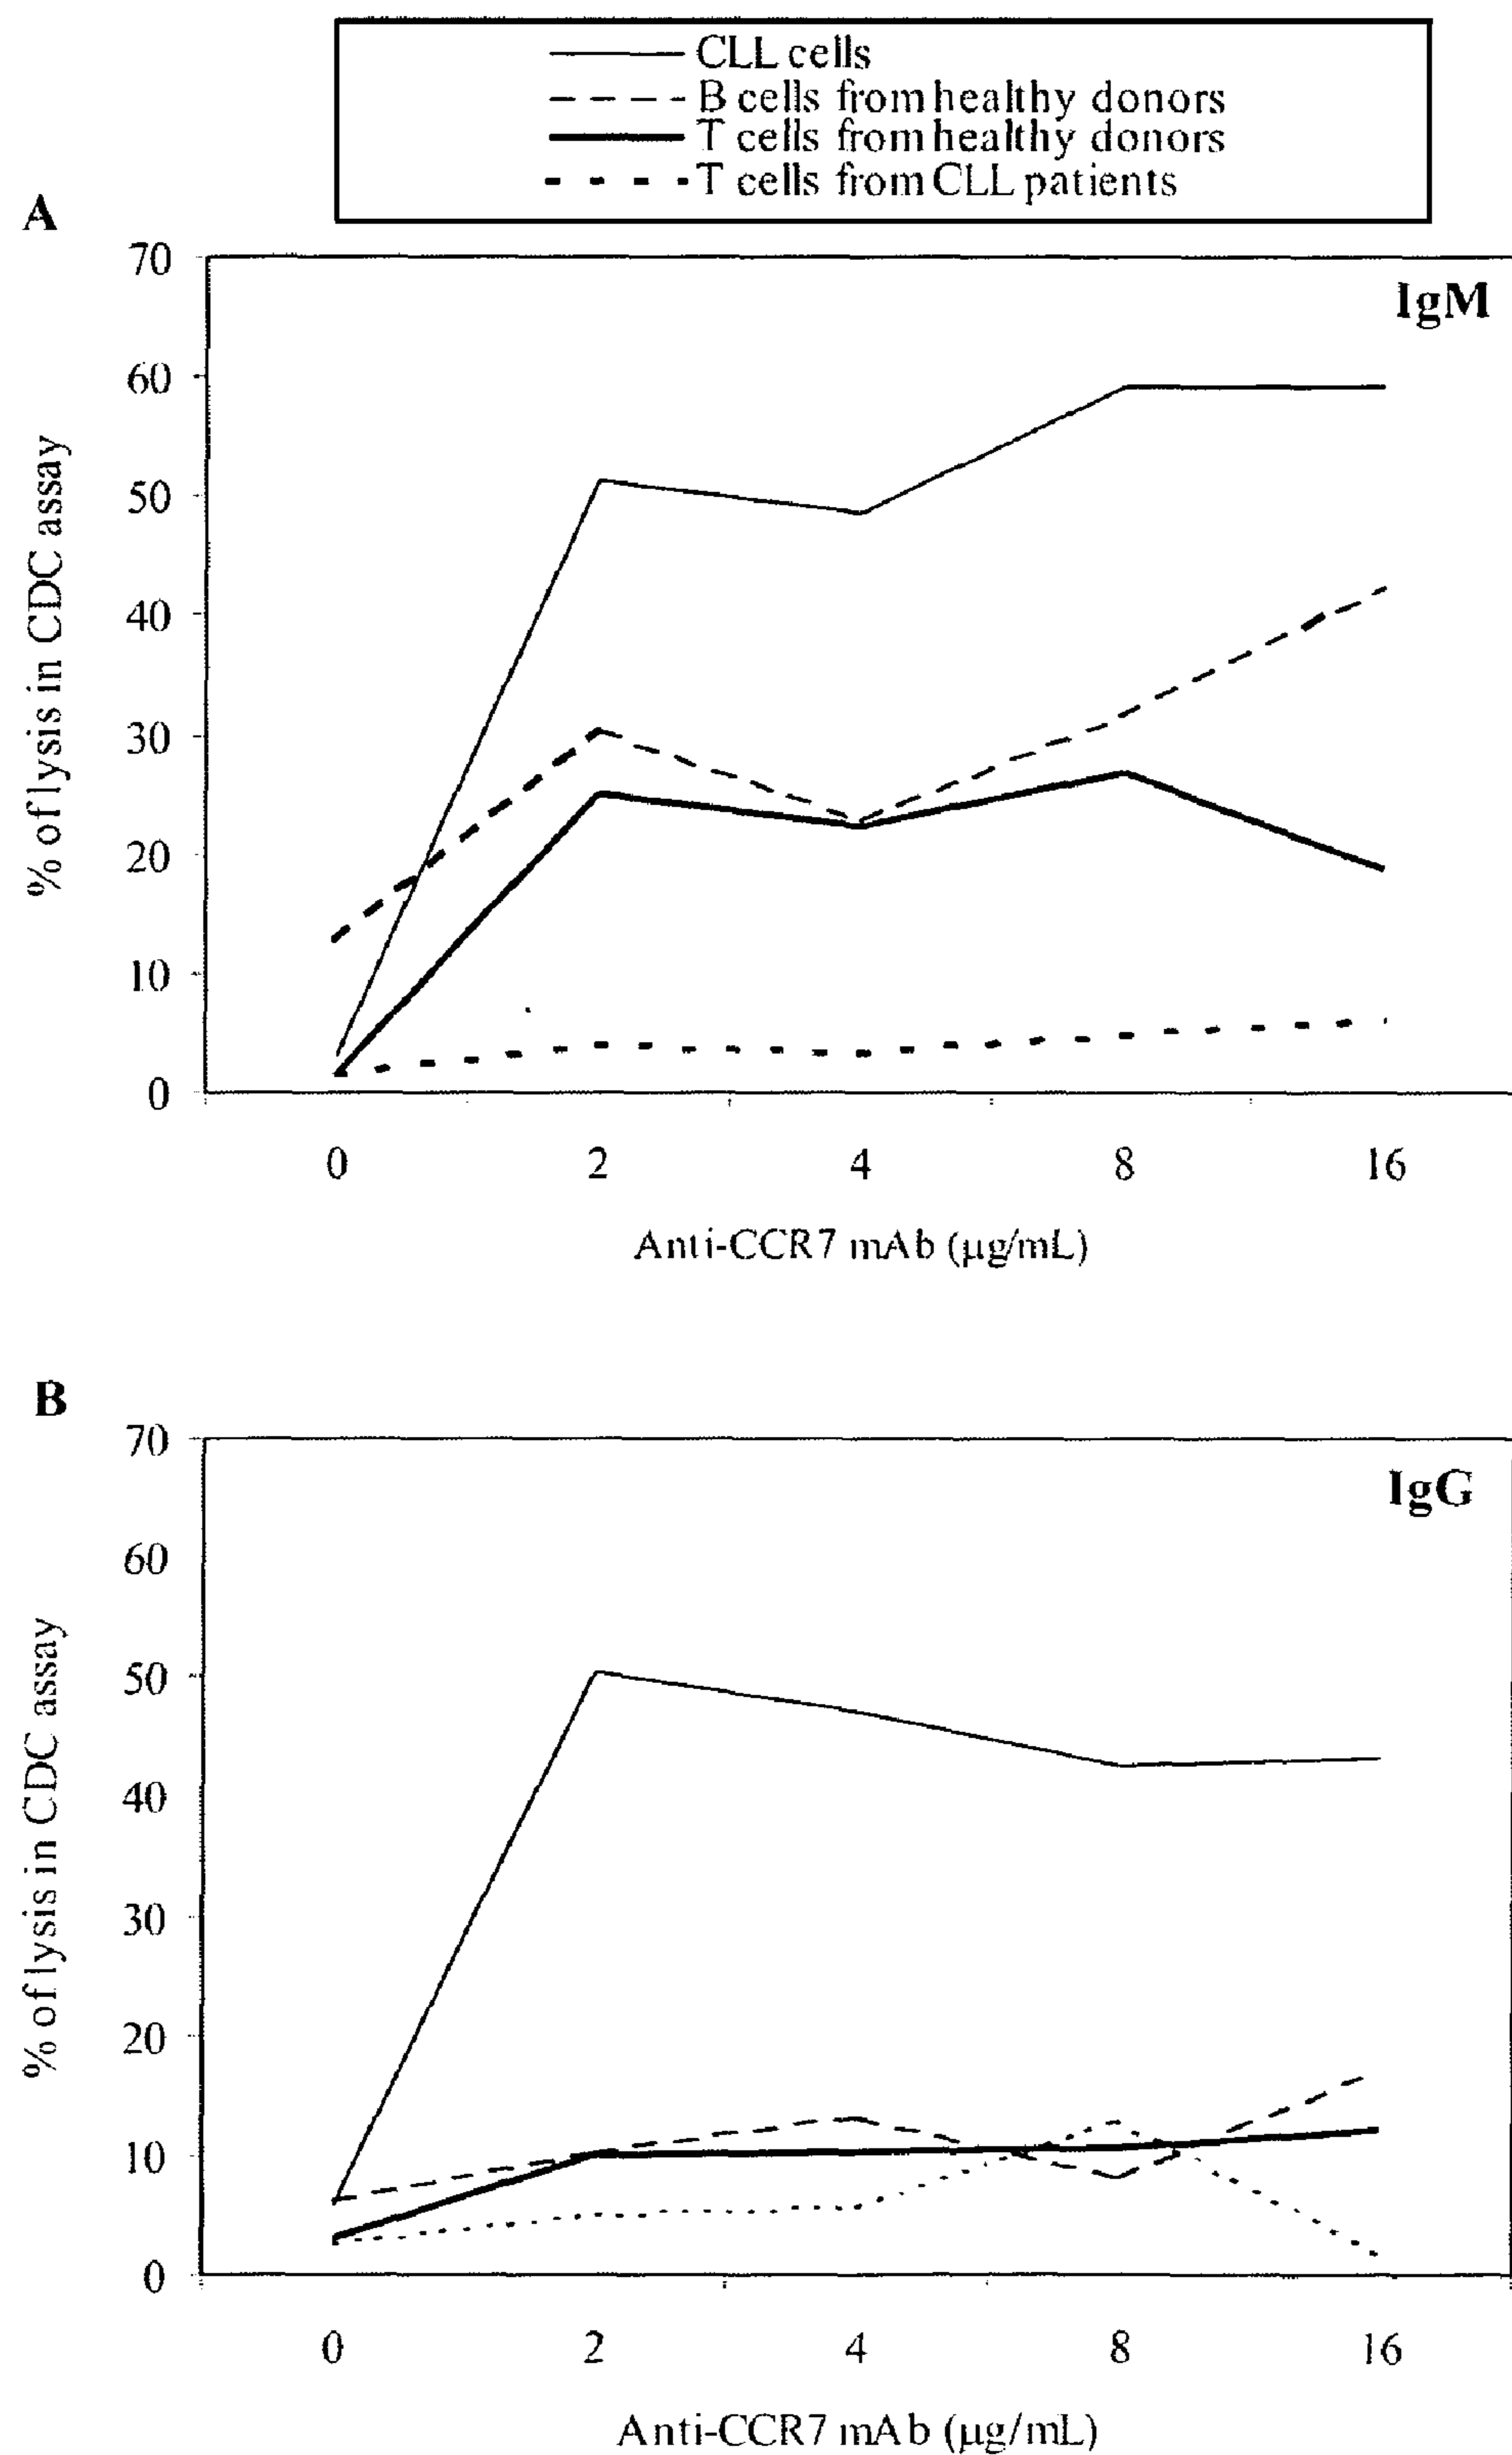 CLL cells
B cells from healthy donors
T cells from healthy donors
T cells from CLL patients
A
IgM
70
60
50
40
30
20
10
0
% of lysis in CDC assay
0 2 4 8 16
Anti-CCR7 mAb (µg/mL)
B
IgG
70
60
50
40
30
20
10
0
% of lysis in CDC assay
0 2 4 8 16
Anti-CCR7 mAb (µg/mL)